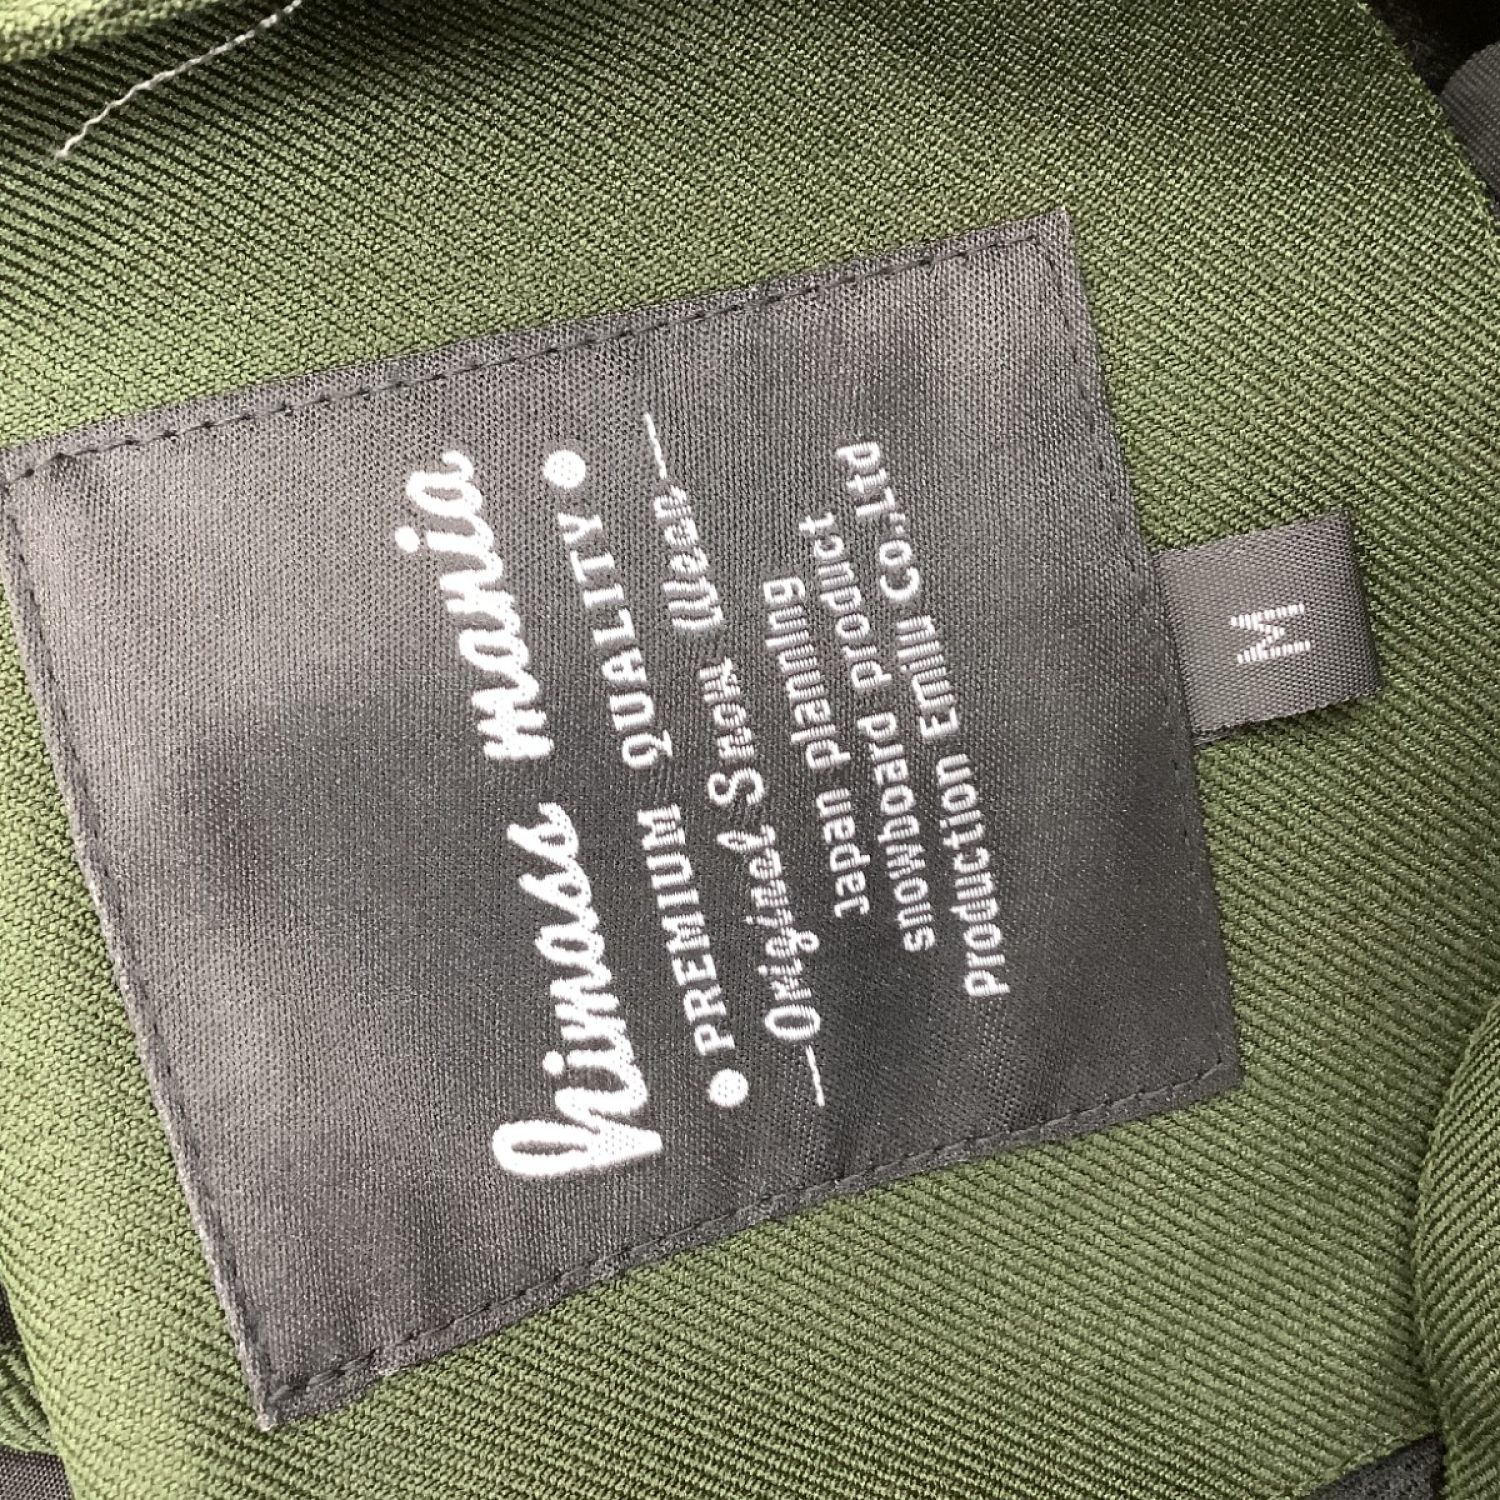 himass mania
PREMIUM QUALITY
Original Snow Wear
Japan planning
snowboard product
Production Emilu Co.,Ltd
M